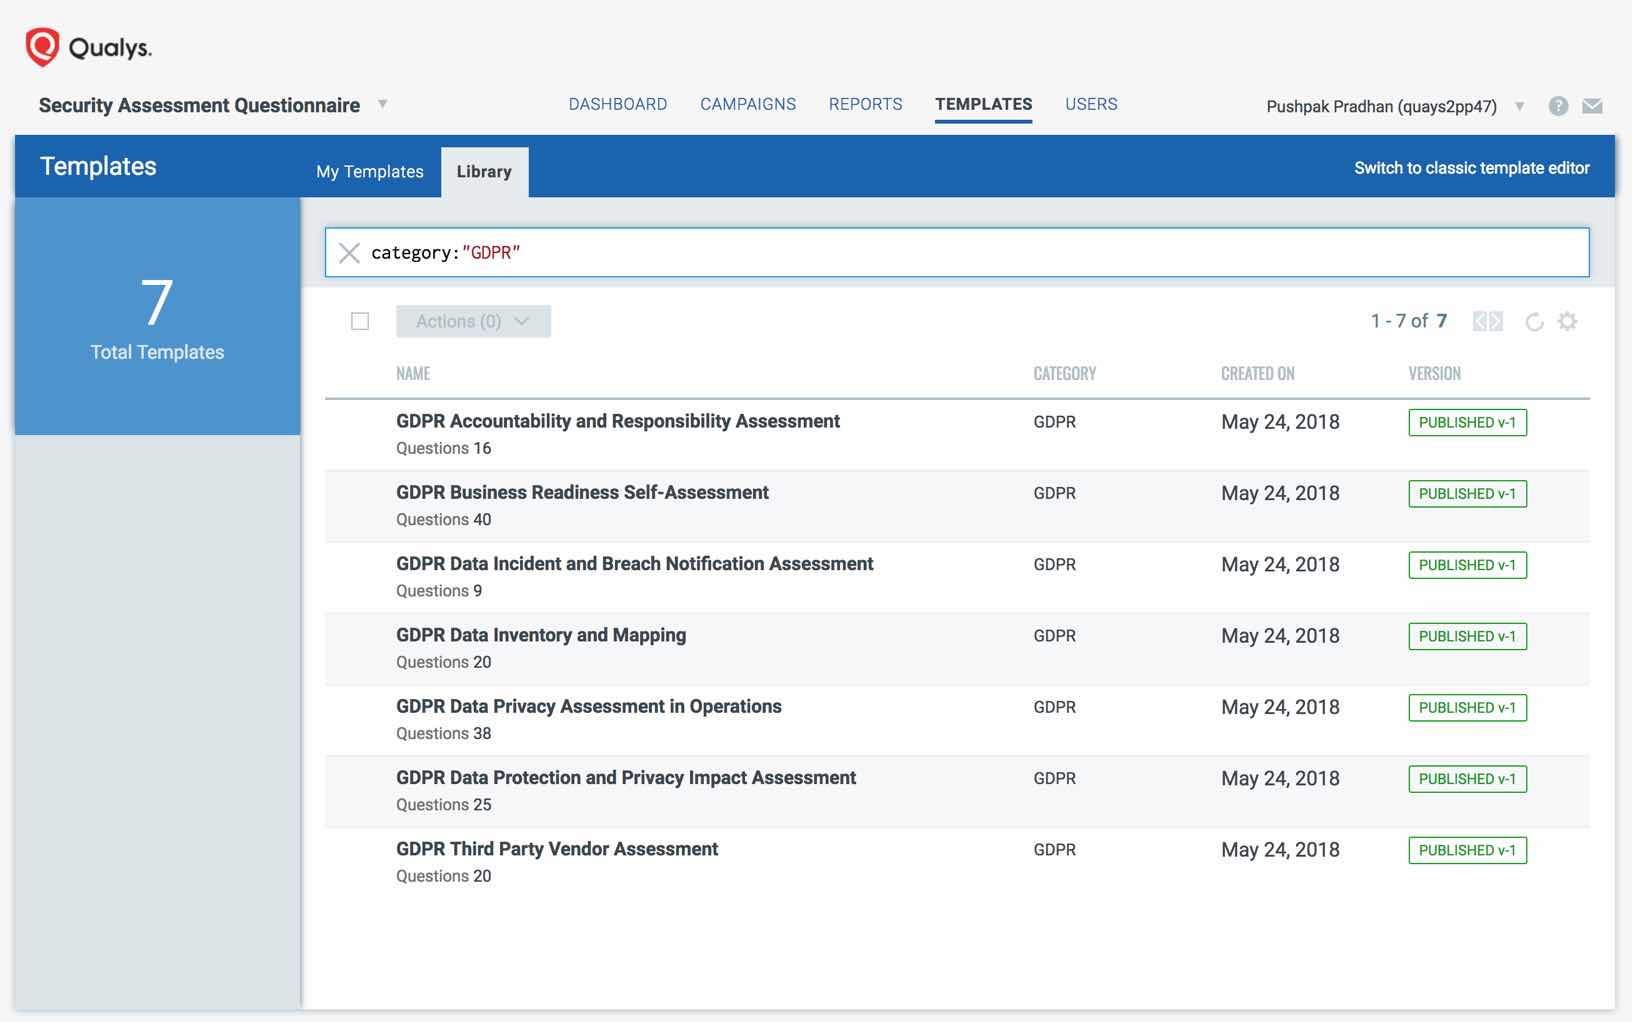 Qualys.
Security Assessment Questionnaire
DASHBOARD CAMPAIGNS REPORTS TEMPLATES USERS
Pushpak Pradhan (quays2pp47)
?
Templates
My Templates
Library
Switch to classic template editor
7
Total Templates
category:"GDPR"
Actions (0)
1 - 7 of 7
NAME CATEGORY CREATED ON VERSION
GDPR Accountability and Responsibility Assessment GDPR May 24, 2018 PUBLISHED v-1
Questions 16
GDPR Business Readiness Self-Assessment GDPR May 24, 2018 PUBLISHED v-1
Questions 40
GDPR Data Incident and Breach Notification Assessment GDPR May 24, 2018 PUBLISHED v-1
Questions 9
GDPR Data Inventory and Mapping GDPR May 24, 2018 PUBLISHED v-1
Questions 20
GDPR Data Privacy Assessment in Operations GDPR May 24, 2018 PUBLISHED v-1
Questions 38
GDPR Data Protection and Privacy Impact Assessment GDPR May 24, 2018 PUBLISHED v-1
Questions 25
GDPR Third Party Vendor Assessment GDPR May 24, 2018 PUBLISHED v-1
Questions 20